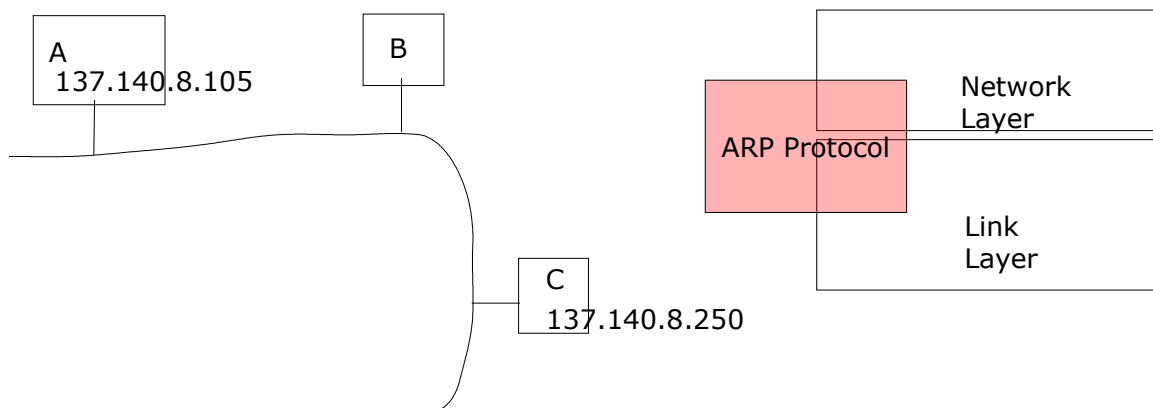 A
137.140.8.105
B
C
137.140.8.250
Network
Layer
ARP Protocol
Link
Layer